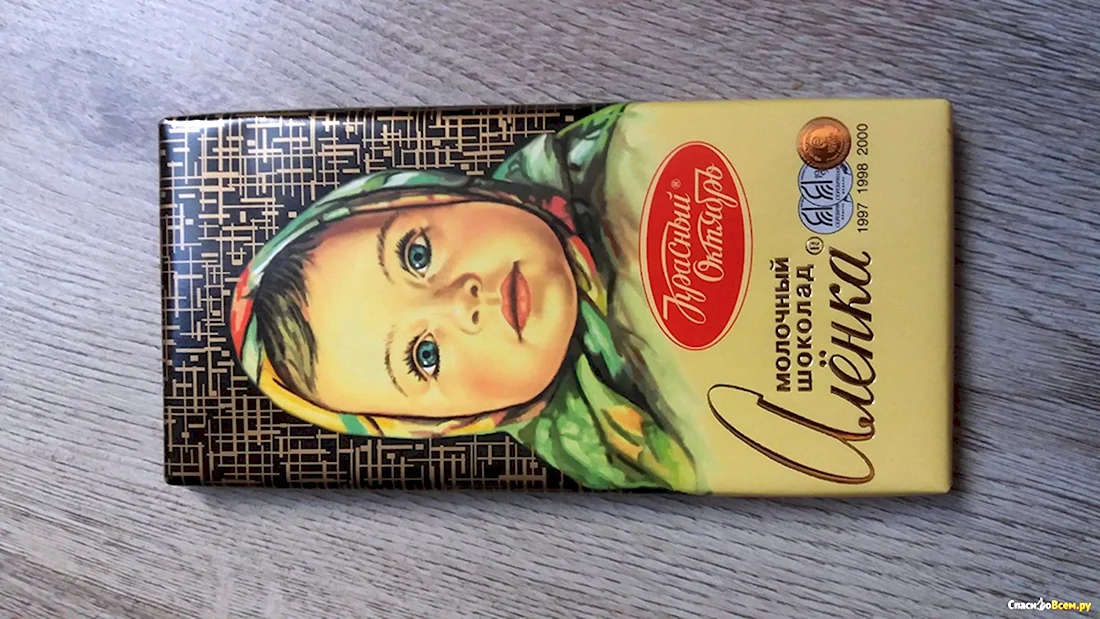 Красный®
Октябрь
МОЛОЧНЫЙ
ШОКОЛАД
Алёнка®
1997 1998 2000
СпасибоВсем.ру